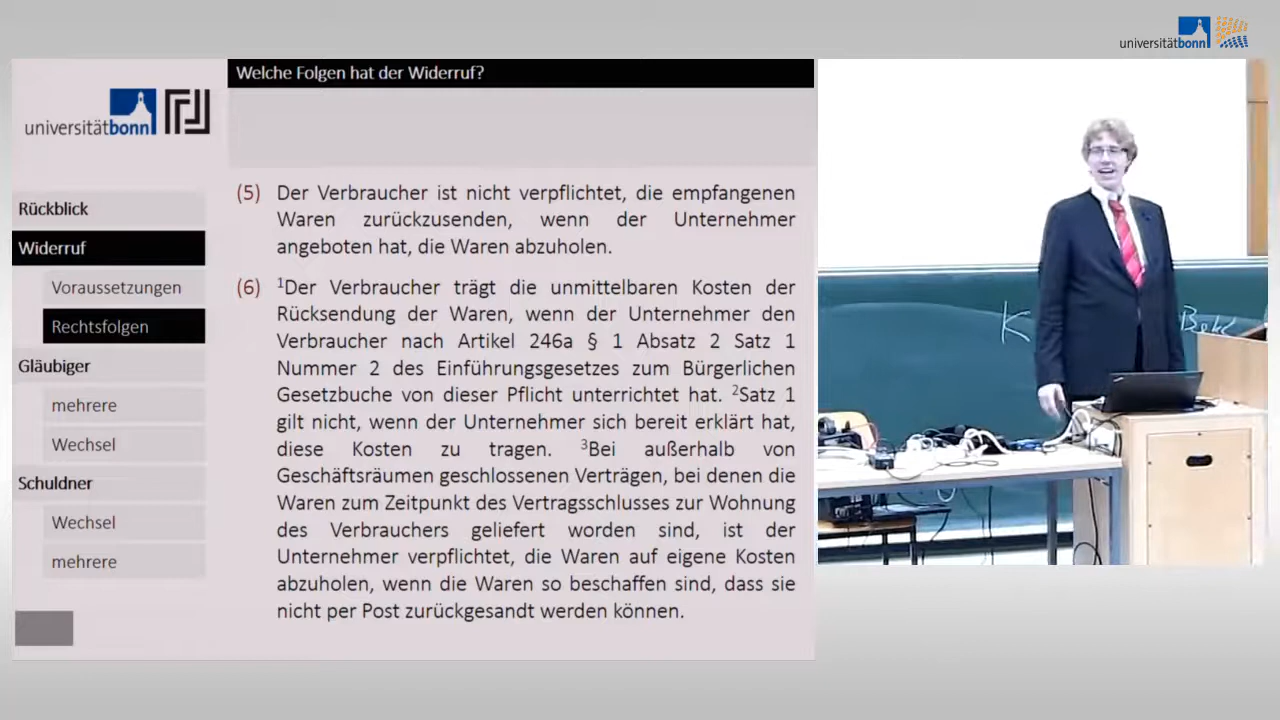 universitätbonn
Welche Folgen hat der Widerruf?
universitätbonn
Rückblick
Widerruf
Voraussetzungen
Rechtsfolgen
Gläubiger
mehrere
Wechsel
Schuldner
Wechsel
mehrere
(5) Der Verbraucher ist nicht verpflichtet, die empfangenen
Waren zurückzusenden, wenn der Unternehmer
angeboten hat, die Waren abzuholen.
(6) ¹Der Verbraucher trägt die unmittelbaren Kosten der
Rücksendung der Waren, wenn der Unternehmer den
Verbraucher nach Artikel 246a § 1 Absatz 2 Satz 1
Nummer 2 des Einführungsgesetzes zum Bürgerlichen
Gesetzbuche von dieser Pflicht unterrichtet hat. ²Satz 1
gilt nicht, wenn der Unternehmer sich bereit erklärt hat,
diese Kosten zu tragen. ³Bei außerhalb von
Geschäftsräumen geschlossenen Verträgen, bei denen die
Waren zum Zeitpunkt des Vertragsschlusses zur Wohnung
des Verbrauchers geliefert worden sind, ist der
Unternehmer verpflichtet, die Waren auf eigene Kosten
abzuholen, wenn die Waren so beschaffen sind, dass sie
nicht per Post zurückgesandt werden können.
K